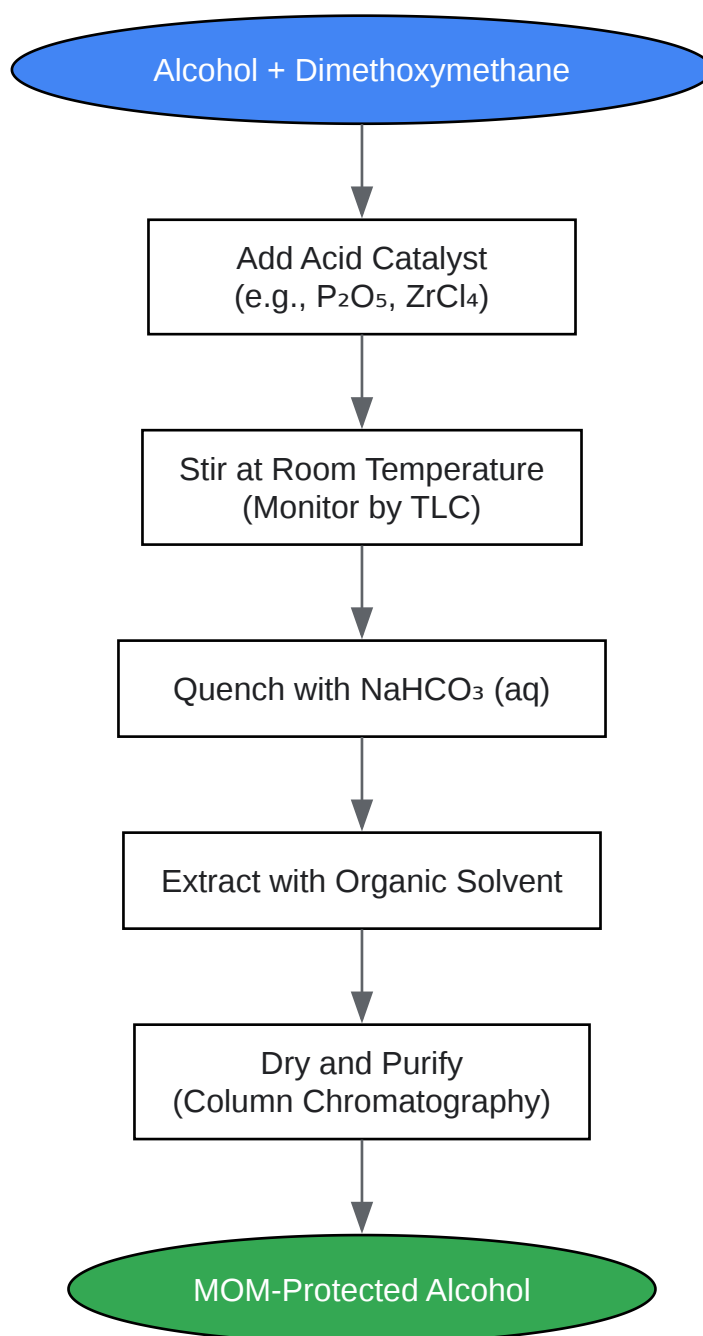 Alcohol + Dimethoxymethane
Add Acid Catalyst
(e.g., P₂O₅, ZrCl₄)
Stir at Room Temperature
(Monitor by TLC)
Quench with NaHCO₃ (aq)
Extract with Organic Solvent
Dry and Purify
(Column Chromatography)
MOM-Protected Alcohol